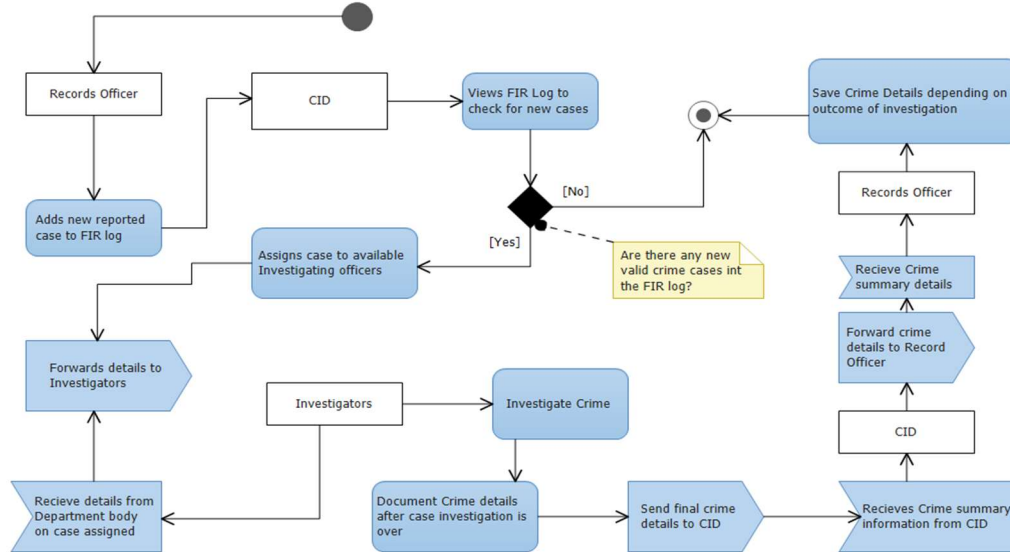 Records Officer
CID
Views FIR Log to
check for new cases
Save Crime Details depending on
outcome of investigation
[No]
Records Officer
Adds new reported
case to FIR log
[Yes]
Assigns case to available
Investigating officers
Are there any new
valid crime cases int
the FIR log?
Recieve Crime
summary details
Forward crime
details to Record
Officer
Forwards details to
Investigators
Investigators
Investigate Crime
CID
Recieve details from
Department body
on case assigned
Document Crime details
after case investigation is
over
Send final crime
details to CID
Recieves Crime summary
information from CID